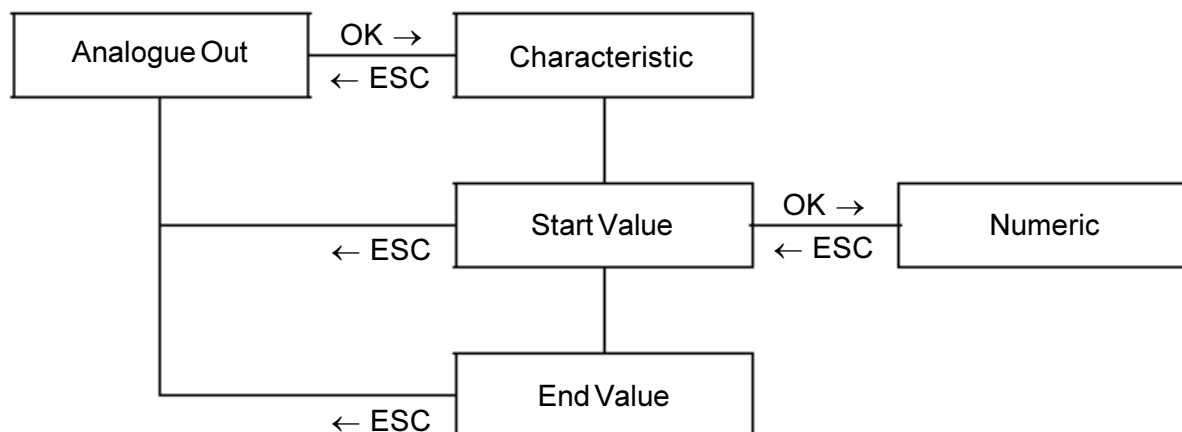 Analogue Out
OK →
← ESC
Characteristic
← ESC
Start Value
OK →
← ESC
Numeric
← ESC
End Value